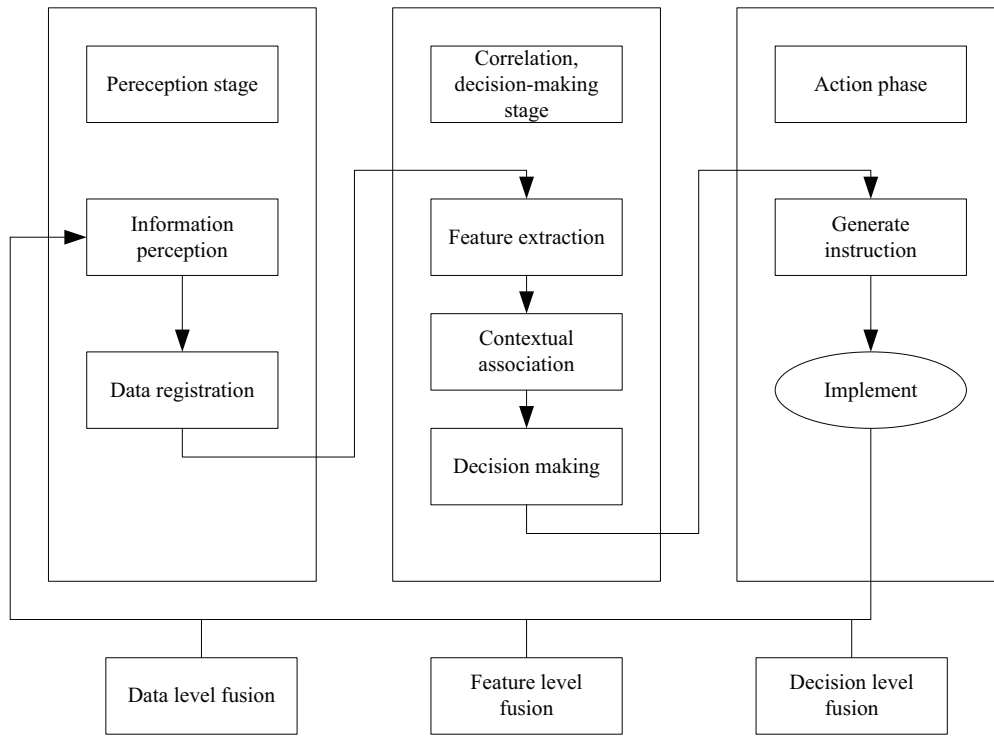 Pereception stage
Correlation,
decision-making
stage
Action phase
Information
perception
Data registration
Feature extraction
Contextual
association
Decision making
Generate
instruction
Implement
Data level fusion
Feature level
fusion
Decision level
fusion